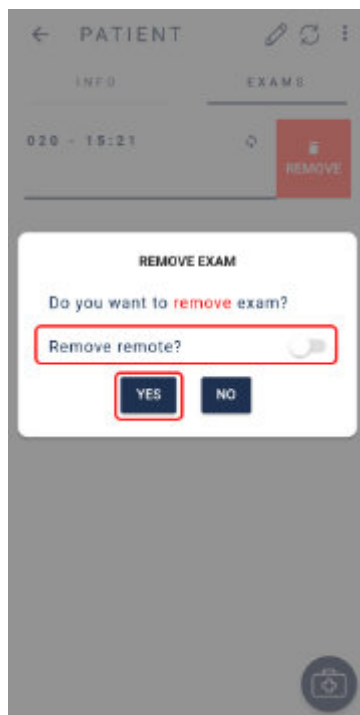 PATIENT
INFO EXAMS
020 - 15:21
REMOVE
REMOVE EXAM
Do you want to remove exam?
Remove remote?
YES NO